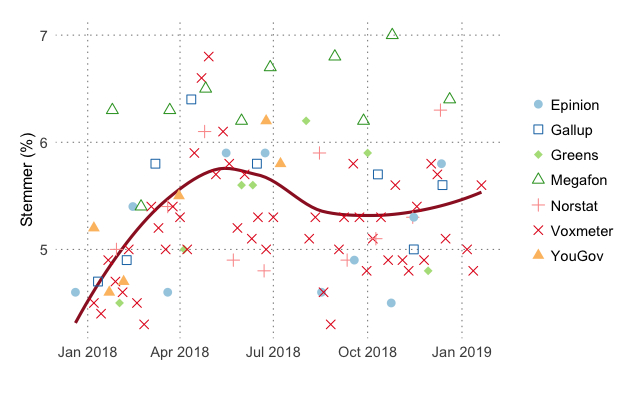 Stemmer (%)
7
6
5
Jan 2018 Apr 2018 Jul 2018 Oct 2018 Jan 2019
Epinion
Gallup
Greens
Megafon
Norstat
Voxmeter
YouGov